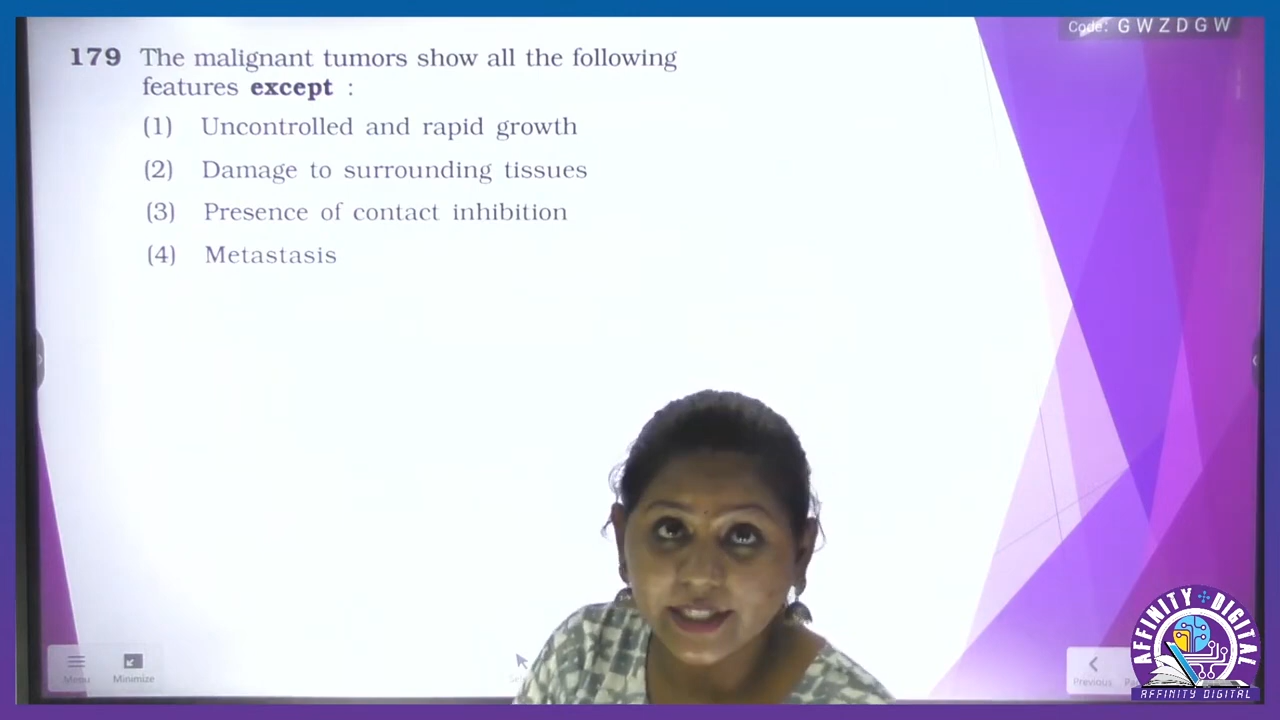 Code: G W Z D G W
179 The malignant tumors show all the following
features except :
(1) Uncontrolled and rapid growth
(2) Damage to surrounding tissues
(3) Presence of contact inhibition
(4) Metastasis
Menu
Minimize
Previous
AFFINITY DIGITAL
AFFINITY DIGITAL